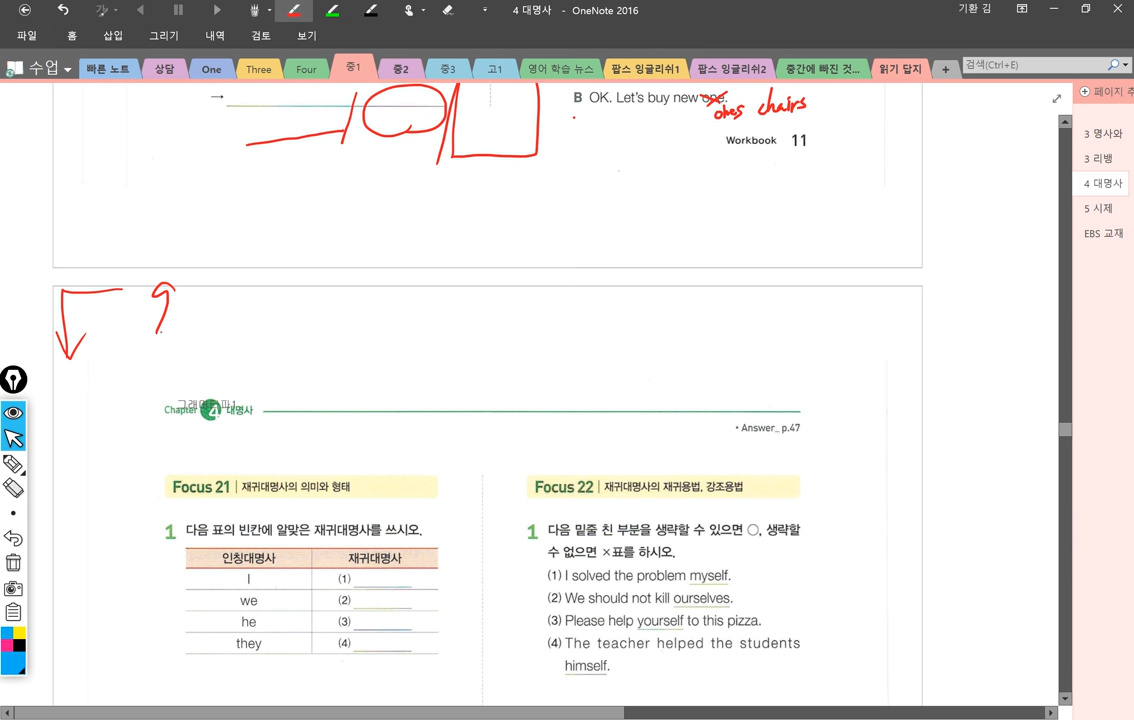 4 대명사 - OneNote 2016
기환 김
파일 홈 삽입 그리기 내역 검토 보기
수업
빠른 노트 상담 One Three Four 중1 중2 중3 고1 영어 학습 뉴스 팝스 잉글리쉬1 팝스 잉글리쉬2 중간에 빠진 것... 읽기 답지 +
검색(Ctrl+E)
페이지 추
3 명사와
3 리뱅
4 대명사
5 시제
EBS 교재
→
B OK. Let's buy new one.
ones chairs
Workbook 11
그래머 파1
Chapter 4 대명사
• Answer_ p.47
Focus 21 재귀대명사의 의미와 형태
1 다음 표의 빈칸에 알맞은 재귀대명사를 쓰시오.
인칭대명사 재귀대명사
I (1)
we (2)
he (3)
they (4)
Focus 22 재귀대명사의 재귀용법, 강조용법
1 다음 밑줄 친 부분을 생략할 수 있으면 ○, 생략할
수 없으면 ×표를 하시오.
(1) I solved the problem myself.
(2) We should not kill ourselves.
(3) Please help yourself to this pizza.
(4) The teacher helped the students
himself.